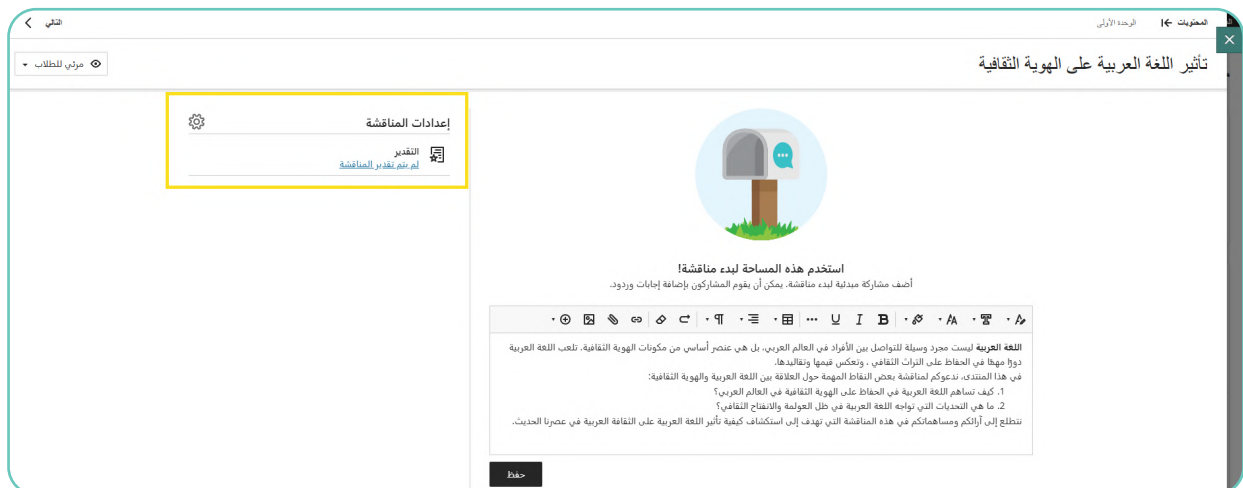 المحتويات
الوحدة الأولى
التالي
تأثير اللغة العربية على الهوية الثقافية
مرئي للطلاب
إعدادات المناقشة
التقدير
لم يتم تقدير المناقشة
استخدم هذه المساحة لبدء مناقشة!
أضف مشاركة مبدئية لبدء مناقشة. يمكن أن يقوم المشاركون بإضافة إجابات وردود.
اللغة العربية ليست مجرد وسيلة للتواصل بين الأفراد في العالم العربي، بل هي عنصر أساسي من مكونات الهوية الثقافية. تلعب اللغة العربية
دورًا مهمًا في الحفاظ على التراث الثقافي ، وتعكس قيمها وتقاليدها.
في هذا المنتدى، ندعوكم لمناقشة بعض النقاط المهمة حول العلاقة بين اللغة العربية والهوية الثقافية:
1. كيف تساهم اللغة العربية في الحفاظ على الهوية الثقافية في العالم العربي؟
2. ما هي التحديات التي تواجه اللغة العربية في ظل العولمة والانفتاح الثقافي؟
نتطلع إلى آرائكم ومساهماتكم في هذه المناقشة التي تهدف إلى استكشاف كيفية تأثير اللغة العربية على الثقافة العربية في عصرنا الحديث.
حفظ